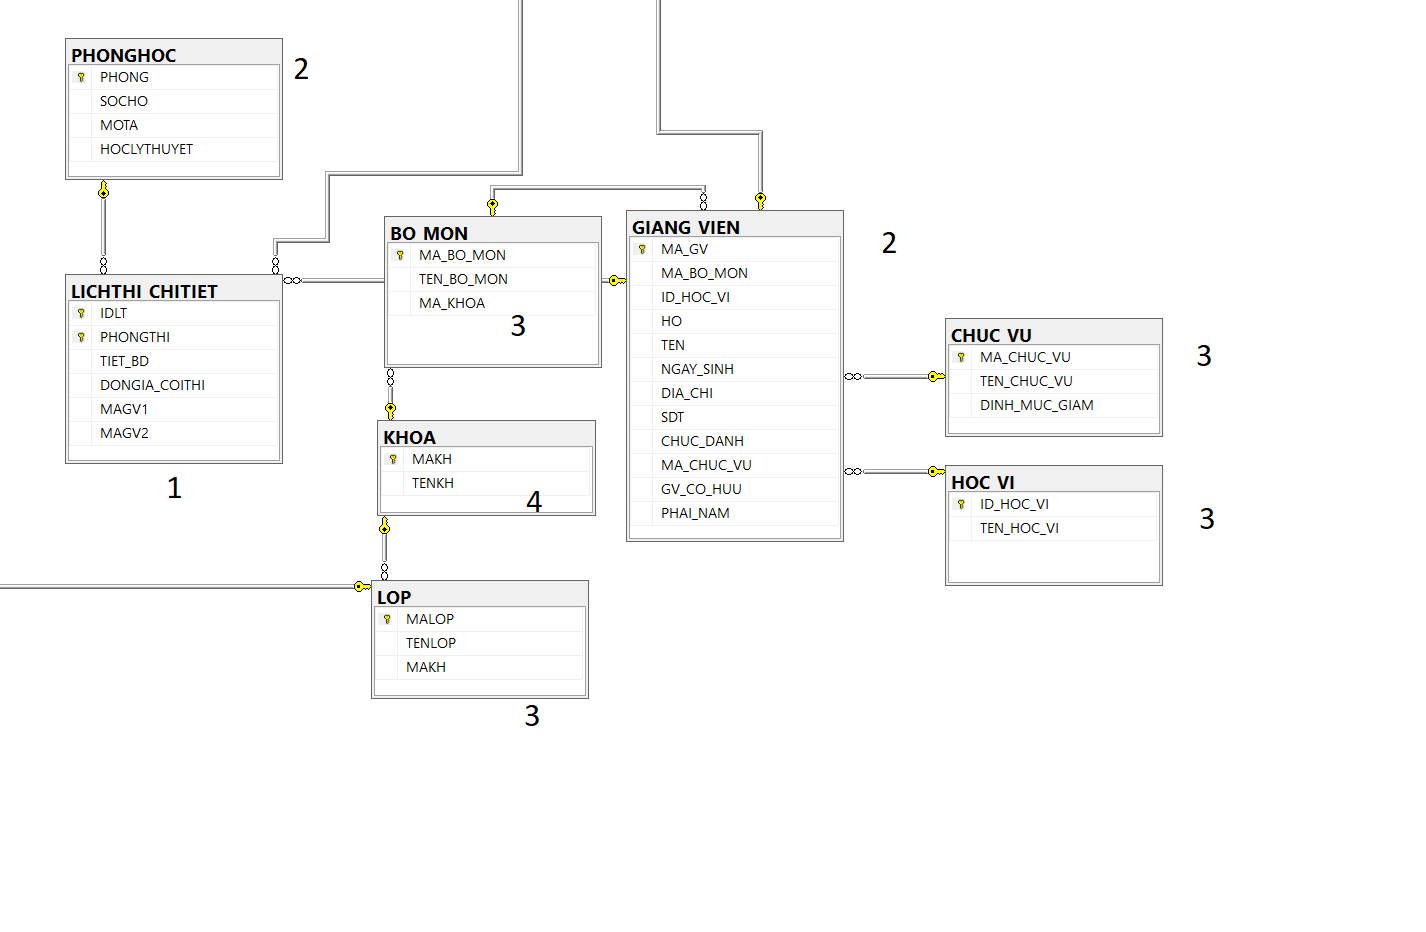 PHONGHOC
PHONG
SOCHO
MOTA
HOCLYTHUYET
2
LICHTHI_CHITIET
IDLT
PHONGTHI
TIET_BD
DONGIA_COITHI
MAGV1
MAGV2
1
BO_MON
MA_BO_MON
TEN_BO_MON
MA_KHOA
3
KHOA
MAKH
TENKH
4
LOP
MALOP
TENLOP
MAKH
3
GIANG_VIEN
MA_GV
MA_BO_MON
ID_HOC_VI
HO
TEN
NGAY_SINH
DIA_CHI
SDT
CHUC_DANH
MA_CHUC_VU
GV_CO_HUU
PHAI_NAM
2
CHUC_VU
MA_CHUC_VU
TEN_CHUC_VU
DINH_MUC_GIAM
3
HOC_VI
ID_HOC_VI
TEN_HOC_VI
3